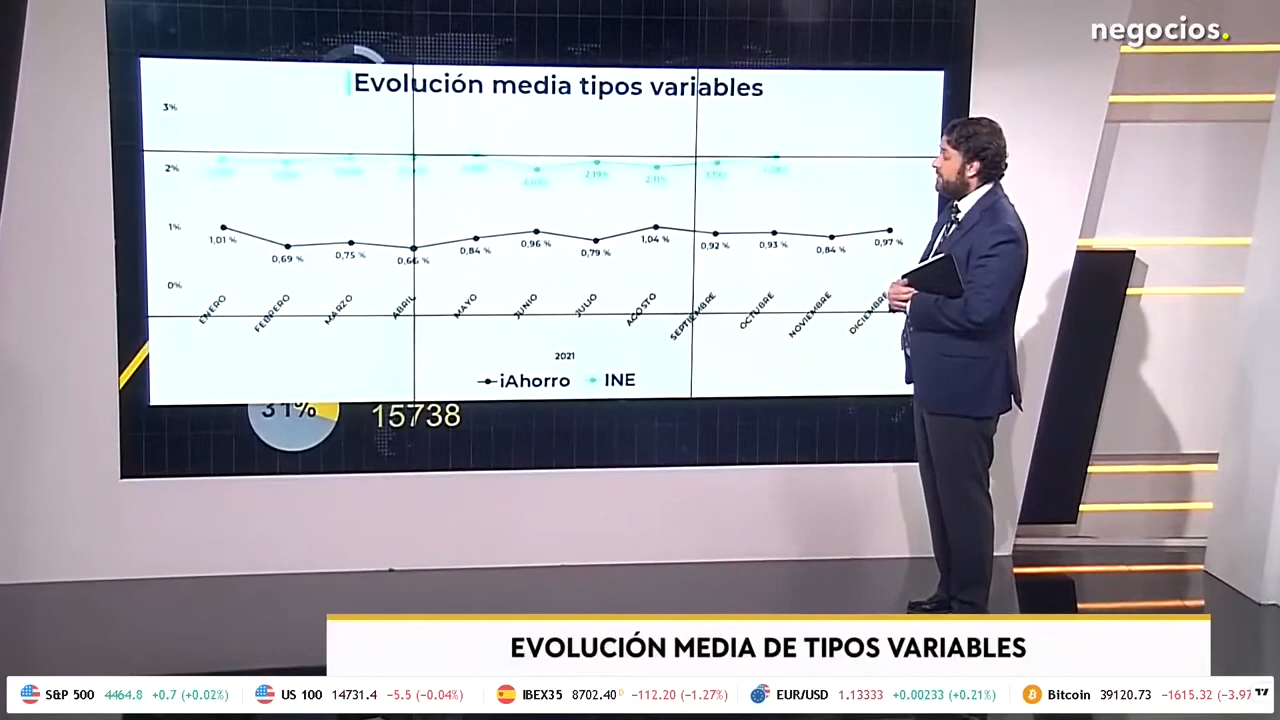 negocios.
Evolución media tipos variables
3%
2%
2,19%
2,11%
1%
1,01 %
0,69 %
0,75 %
0,66 %
0,84 %
0,96 %
0,79 %
1,04 %
0,92 %
0,93 %
0,84 %
0,97 %
0%
ENERO
FEBRERO
MARZO
ABRIL
MAYO
JUNIO
JULIO
AGOSTO
SEPTIEMBRE
OCTUBRE
NOVIEMBRE
DICIEMBRE
2021
iAhorro INE
31%
15738
EVOLUCIÓN MEDIA DE TIPOS VARIABLES
S&P 500 4464.8 +0.7 (+0.02%) US 100 14731.4 −5.5 (−0.04%) IBEX35 8702.40 D −112.20 (−1.27%) EUR/USD 1.13333 +0.00233 (+0.21%) Bitcoin 39120.73 −1615.32 (−3.97